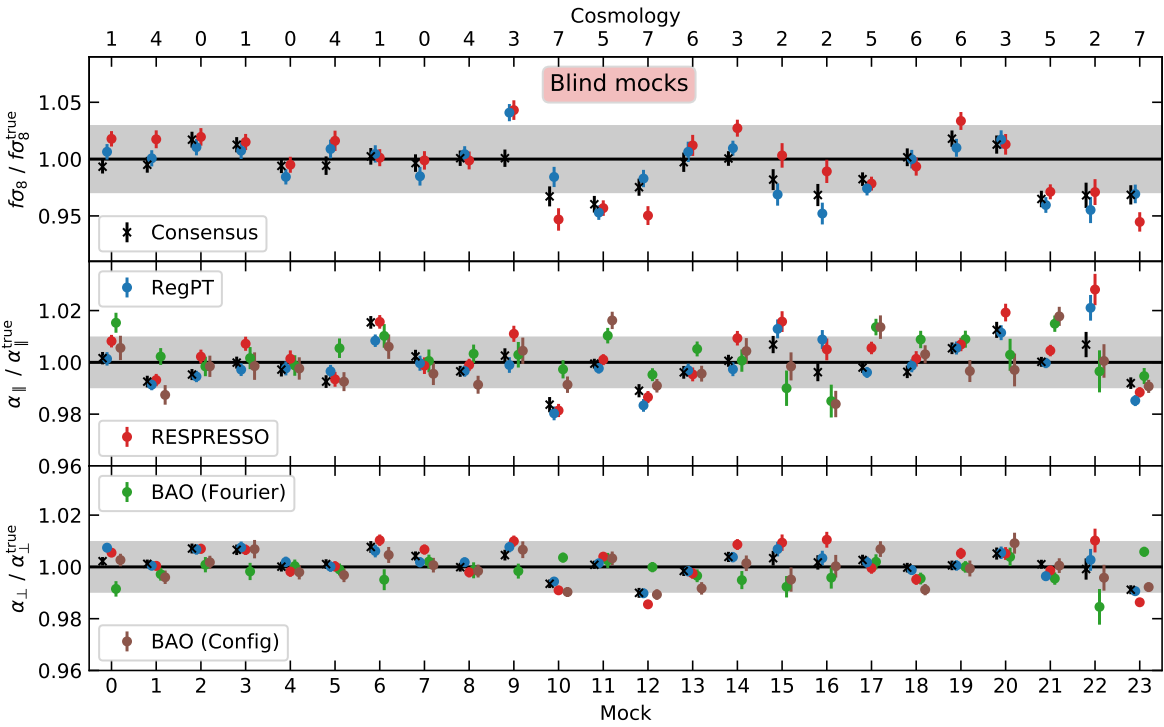 Cosmology
1 4 0 1 0 4 1 0 4 3 7 5 7 6 3 2 2 5 6 6 3 5 2 7
Blind mocks
1.05
1.00
0.95
fσ₈ / fσ₈ᵗʳᵘᵉ
Consensus
RegPT
1.02
1.00
0.98
0.96
α∥ / α∥ᵗʳᵘᵉ
RESPRESSO
BAO (Fourier)
1.02
1.00
0.98
0.96
α⊥ / α⊥ᵗʳᵘᵉ
BAO (Config)
0 1 2 3 4 5 6 7 8 9 10 11 12 13 14 15 16 17 18 19 20 21 22 23
Mock